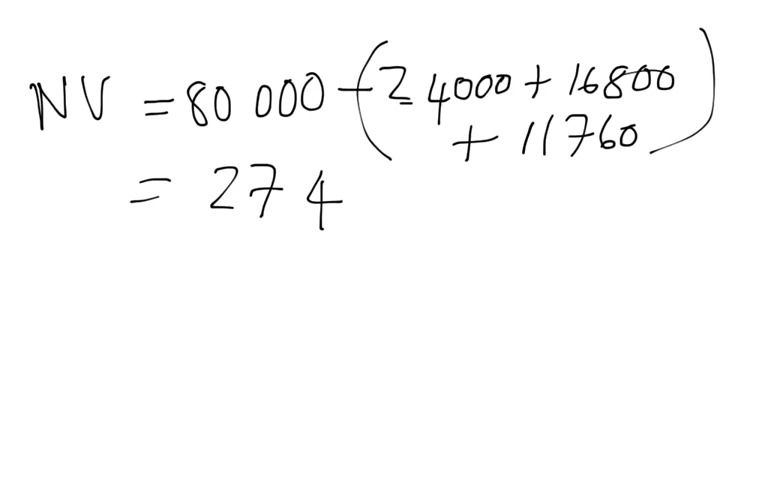 NV = 80 000 - (24000 + 16800
+ 11760)
= 274